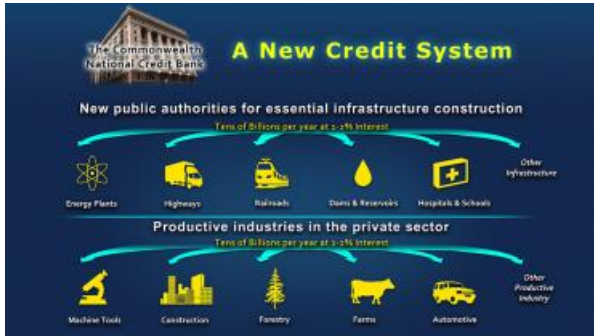 The Commonwealth
National Credit Bank
A New Credit System
New public authorities for essential infrastructure construction
Tens of Billions per year at 1-2% Interest
Energy Plants
Highways
Railroads
Dams & Reservoirs
Hospitals & Schools
Other
Infrastructure
Productive industries in the private sector
Tens of Billions per year at 1-2% Interest
Machine Tools
Construction
Forestry
Farms
Automotive
Other
Productive
Industry